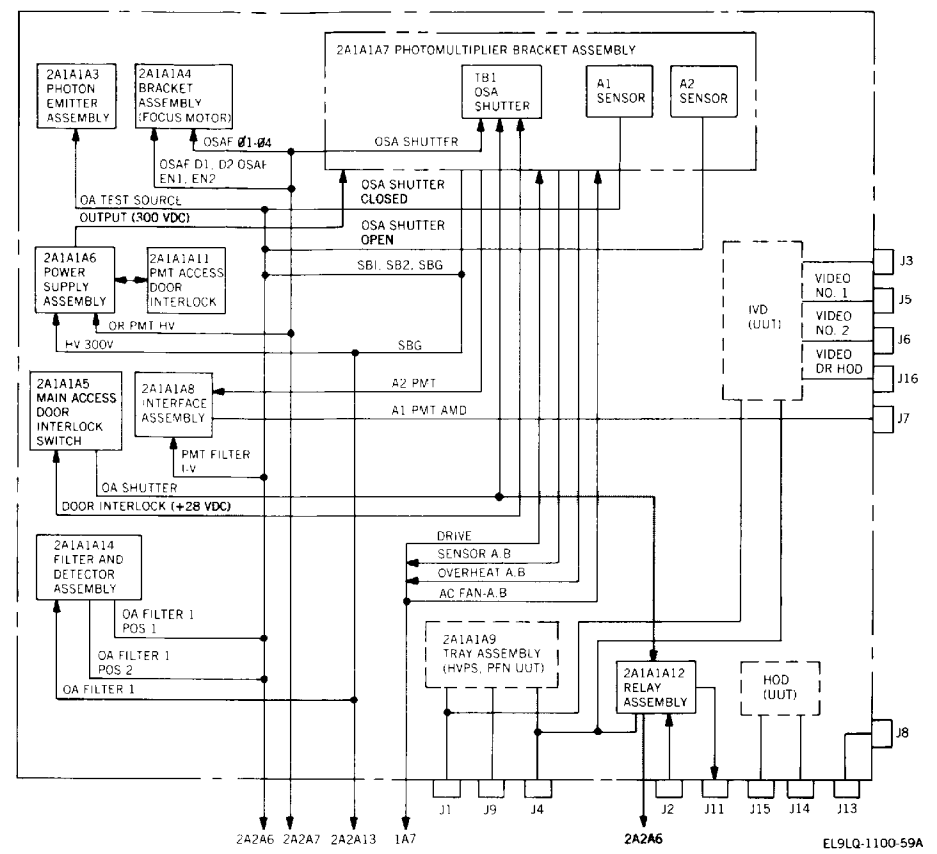 2A1A1A7 PHOTOMULTIPLIER BRACKET ASSEMBLY
2A1A1A3
PHOTON
EMITTER
ASSEMBLY
2A1A1A4
BRACKET
ASSEMBLY
(FOCUS MOTOR)
TB1
OSA
SHUTTER
A1
SENSOR
A2
SENSOR
OSAF Ø1-Ø4
OSA SHUTTER
OSAF D1, D2 OSAF
EN1, EN2
OA TEST SOURCE
OSA SHUTTER
CLOSED
OUTPUT (300 VDC)
OSA SHUTTER
OPEN
2A1A1A6
POWER
SUPPLY
ASSEMBLY
2A1A1A11
PMT ACCESS
DOOR
INTERLOCK
SB1, SB2, SBG
OR PMT HV
HV 300V
SBG
IVD
(UUT)
VIDEO
NO. 1
VIDEO
NO. 2
VIDEO
DR HOD
J3
J5
J6
J16
J7
2A1A1A5
MAIN ACCESS
DOOR
INTERLOCK
SWITCH
2A1A1A8
INTERFACE
ASSEMBLY
A2 PMT
A1 PMT AMD
PMT FILTER
I-V
OA SHUTTER
DOOR INTERLOCK (+28 VDC)
2A1A1A14
FILTER AND
DETECTOR
ASSEMBLY
DRIVE
SENSOR A.B
OVERHEAT A.B
AC FAN-A.B
OA FILTER 1
POS 1
OA FILTER 1
POS 2
OA FILTER 1
2A1A1A9
TRAY ASSEMBLY
(HVPS, PFN UUT)
2A1A1A12
RELAY
ASSEMBLY
HOD
(UUT)
J8
J1
J9
J4
J2
J11
J15
J14
J13
2A2A6
2A2A7
2A2A13
1A7
2A2A6
EL9LQ-1100-59A